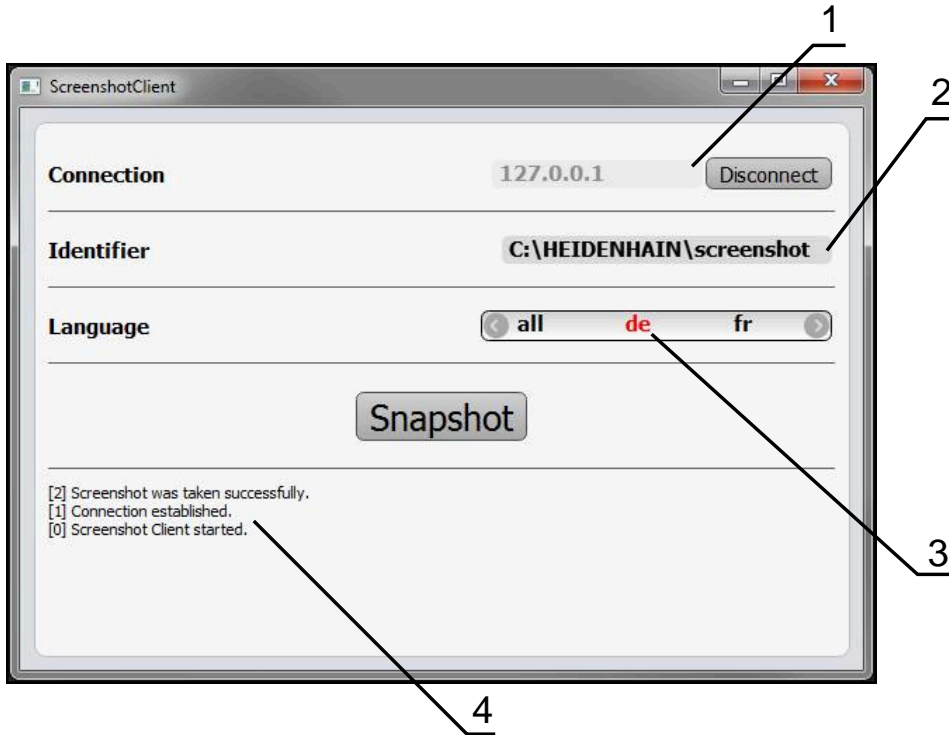 1
ScreenshotClient
2
Connection 127.0.0.1 Disconnect
Identifier C:\HEIDENHAIN\screenshot
Language all de fr
Snapshot
[2] Screenshot was taken successfully.
[1] Connection established.
[0] Screenshot Client started.
3
4